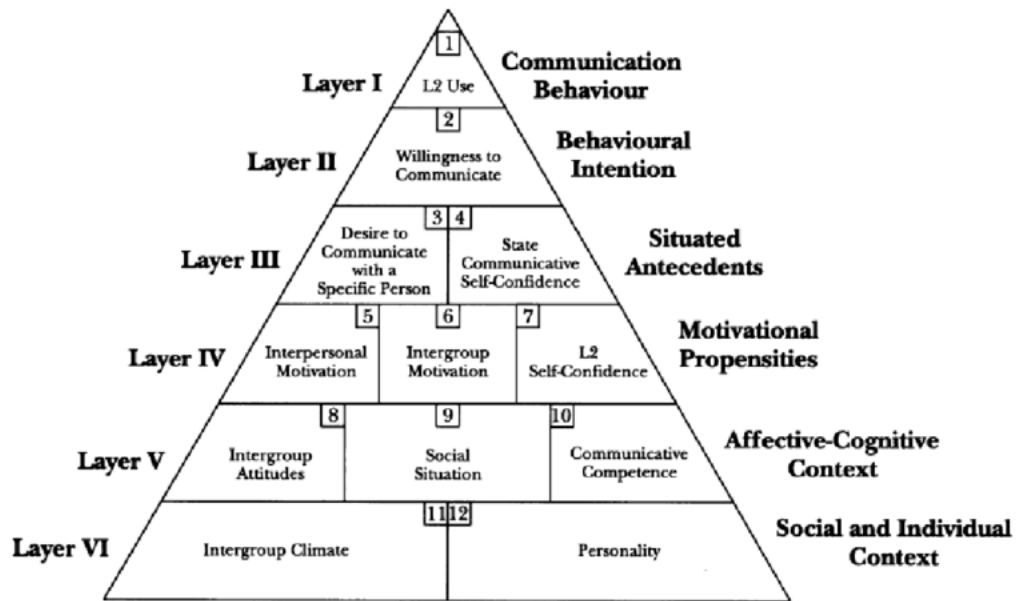 1
Layer I
L2 Use
Communication
Behaviour
2
Layer II
Willingness to
Communicate
Behavioural
Intention
3 4
Layer III
Desire to
Communicate
with a
Specific Person
State
Communicative
Self-Confidence
Situated
Antecedents
5 6 7
Layer IV
Interpersonal
Motivation
Intergroup
Motivation
L2
Self-Confidence
Motivational
Propensities
8 9 10
Layer V
Intergroup
Attitudes
Social
Situation
Communicative
Competence
Affective-Cognitive
Context
11 12
Layer VI
Intergroup Climate
Personality
Social and Individual
Context